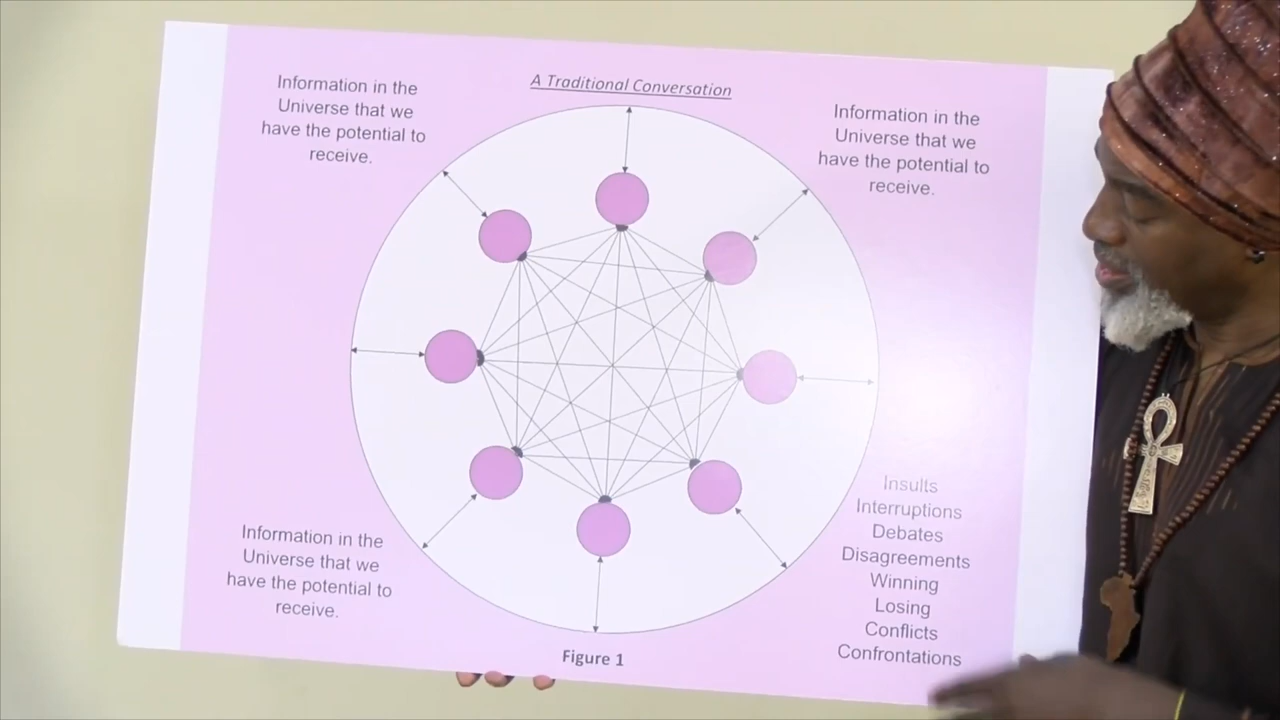 A Traditional Conversation
Information in the
Universe that we
have the potential to
receive.
Information in the
Universe that we
have the potential to
receive.
Information in the
Universe that we
have the potential to
receive.
Insults
Interruptions
Debates
Disagreements
Winning
Losing
Conflicts
Confrontations
Figure 1